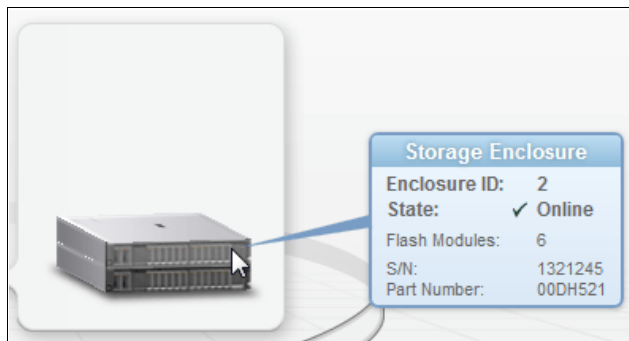 Storage Enclosure
Enclosure ID: 2
State: ✓ Online
Flash Modules: 6
S/N: 1321245
Part Number: 00DH521